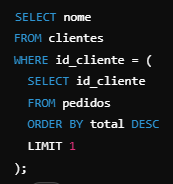 SELECT nome
FROM clientes
WHERE id_cliente = (
  SELECT id_cliente
  FROM pedidos
  ORDER BY total DESC
  LIMIT 1
);